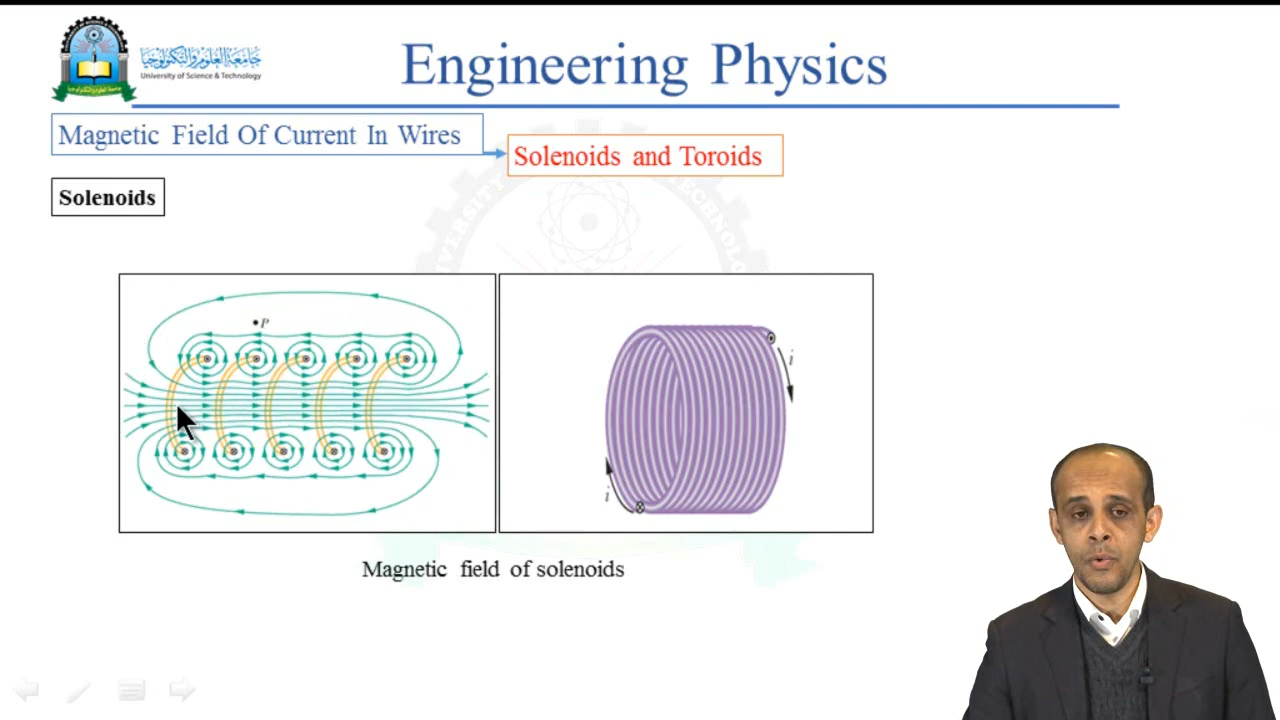 جامعة العلوم والتكنولوجيا
University of Science & Technology
Engineering Physics
Magnetic Field Of Current In Wires
Solenoids and Toroids
Solenoids
P
i
i
Magnetic field of solenoids